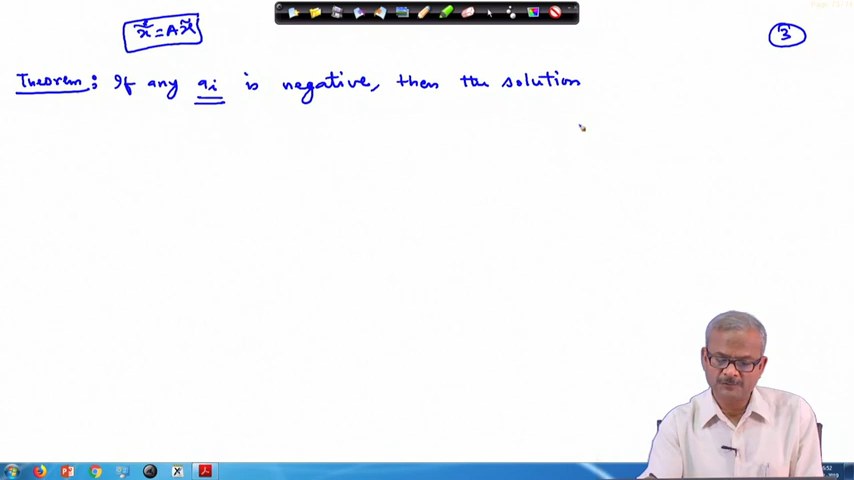 ẋ̃ = Ax̃
3
Theorem: If any aᵢ is negative, then the solution